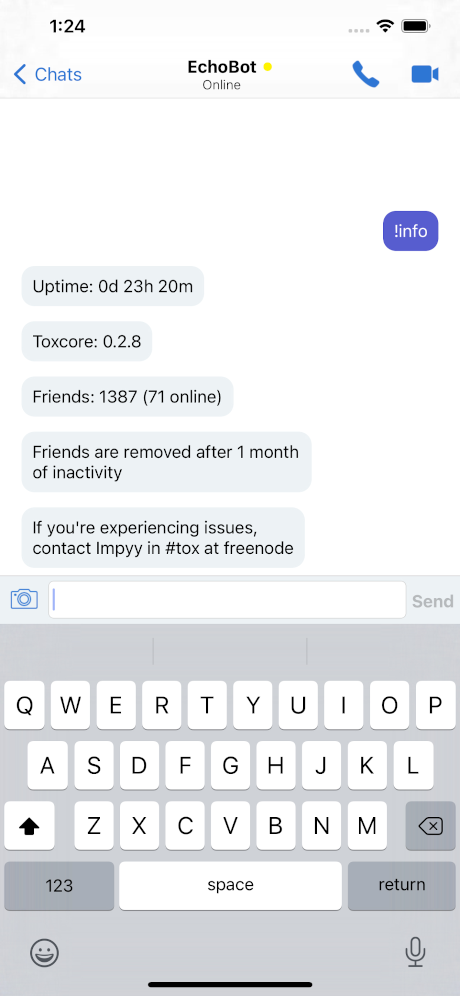 1:24
Chats
EchoBot
Online
!info
Uptime: 0d 23h 20m
Toxcore: 0.2.8
Friends: 1387 (71 online)
Friends are removed after 1 month
of inactivity
If you're experiencing issues,
contact Impyy in #tox at freenode
Send
Q W E R T Y U I O P
A S D F G H J K L
Z X C V B N M
123 space return